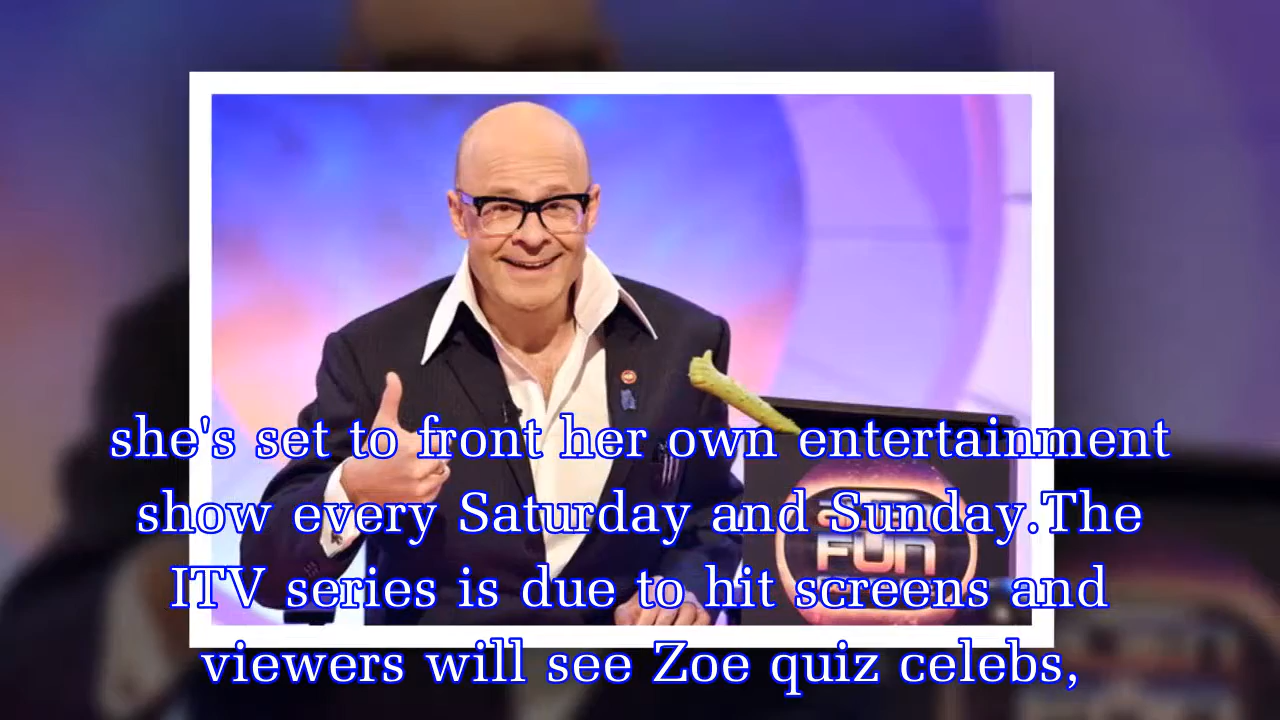 she's set to front her own entertainment
show every Saturday and Sunday.The
ITV series is due to hit screens and
viewers will see Zoe quiz celebs,
FUN